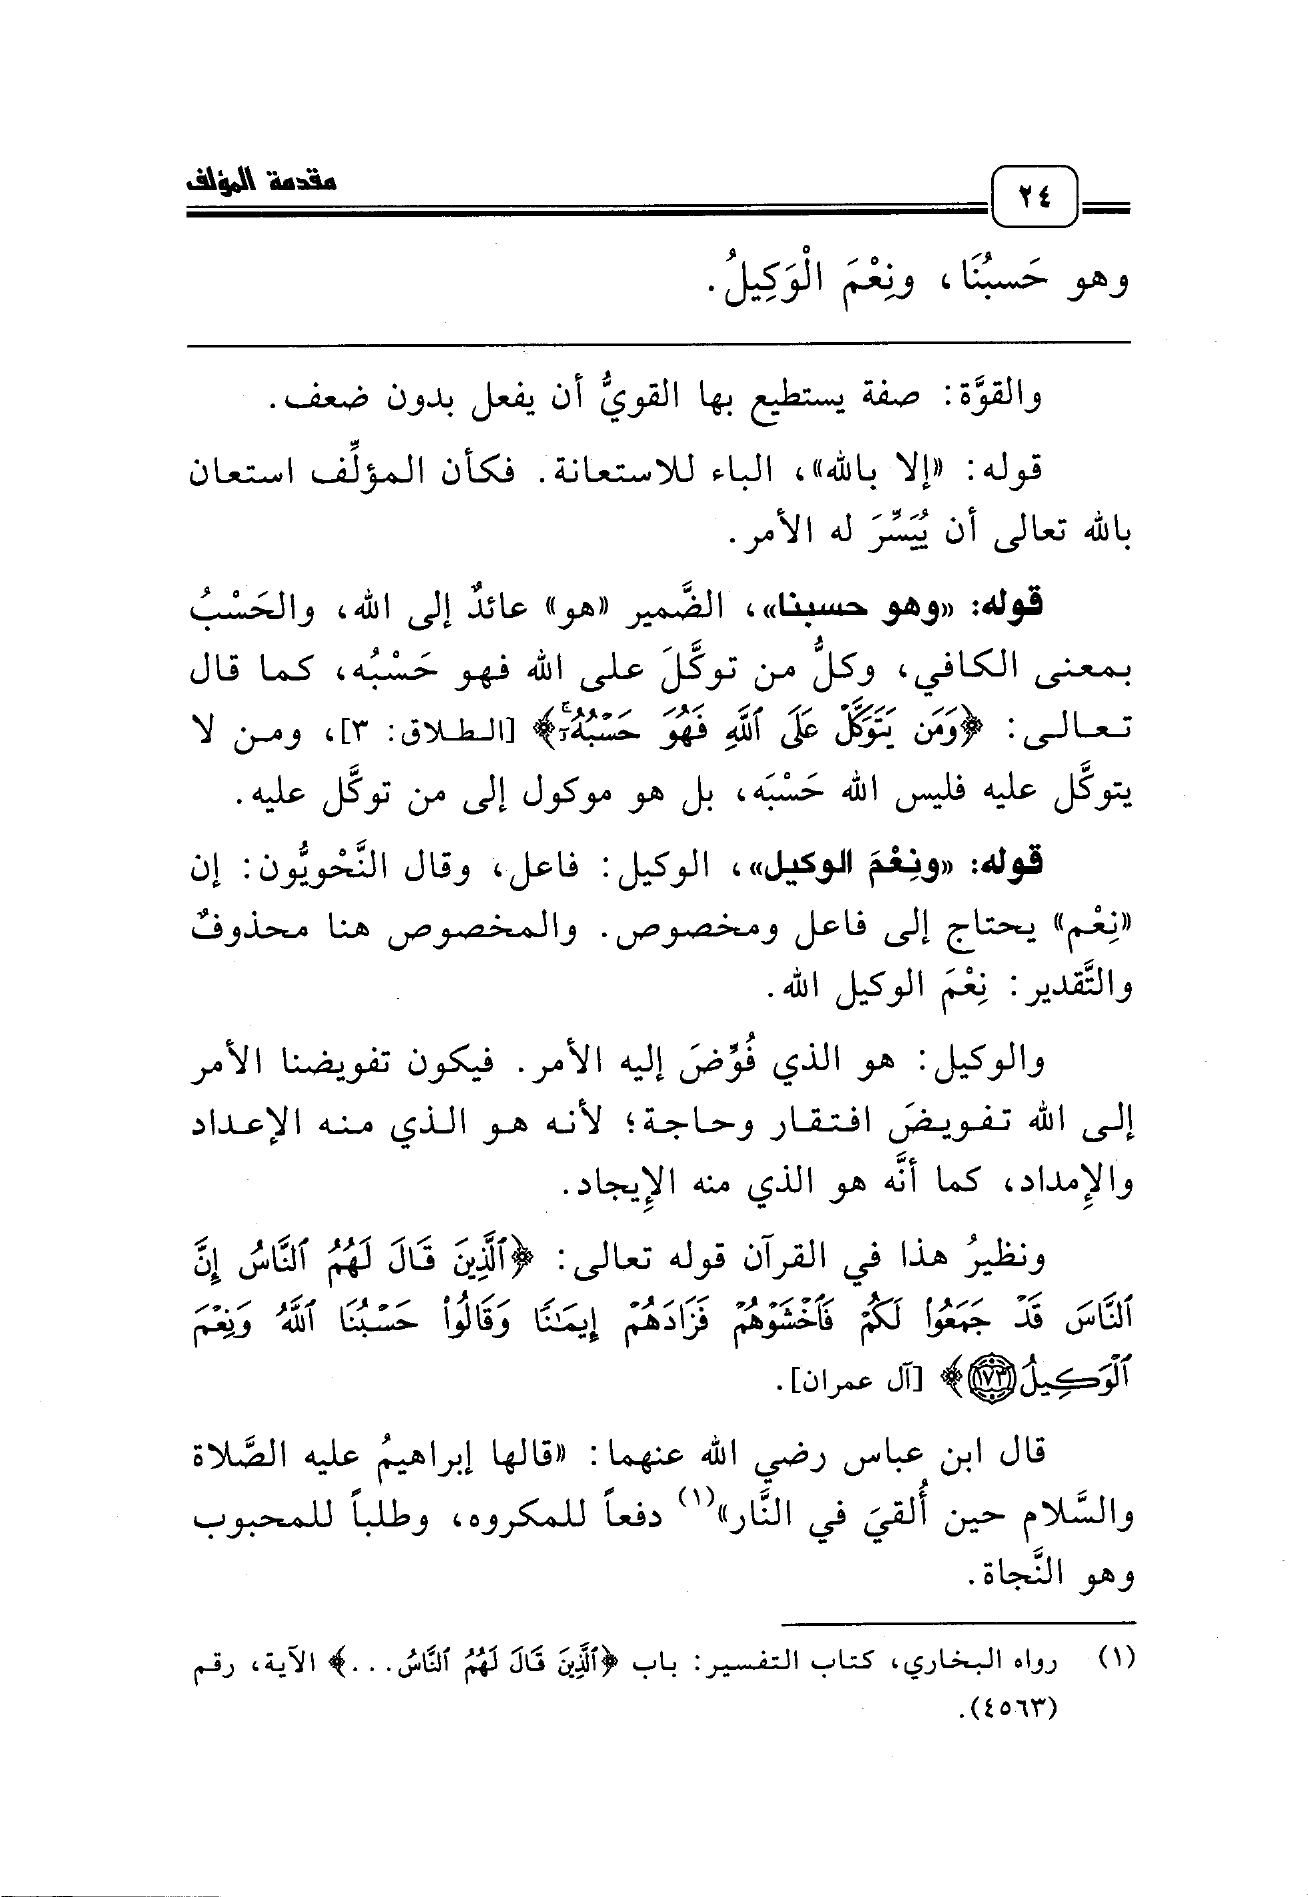 مقدمة المؤلف
٢٤
وهو حَسبُنَا، ونِعْمَ الْوَكِيلُ.
والقوَّة: صفة يستطيع بها القويُّ أن يفعل بدون ضعف.
قوله: «إلا بالله»، الباء للاستعانة. فكأن المؤلِّف استعان
بالله تعالى أن يُيَسِّرَ له الأمر.
قوله: «وهو حسبنا»، الضَّمير «هو» عائدٌ إلى الله، والحَسْبُ
بمعنى الكافي، وكلُّ من توكَّلَ على الله فهو حَسْبُه، كما قال
تعالى: ﴿وَمَن يَتَوَكَّلْ عَلَى ٱللَّهِ فَهُوَ حَسْبُهُۥٓۚ﴾ [الطلاق: ٣]، ومن لا
يتوكَّل عليه فليس الله حَسْبَه، بل هو موكول إلى من توكَّل عليه.
قوله: «ونِعْمَ الوكيل»، الوكيل: فاعل، وقال النَّحْويُّون: إن
«نِعْم» يحتاج إلى فاعل ومخصوص. والمخصوص هنا محذوفٌ
والتَّقدير: نِعْمَ الوكيل الله.
والوكيل: هو الذي فُوِّضَ إليه الأمر. فيكون تفويضنا الأمر
إلى الله تفويضَ افتقار وحاجة؛ لأنه هو الذي منه الإعداد
والإِمداد، كما أنَّه هو الذي منه الإِيجاد.
ونظيرُ هذا في القرآن قوله تعالى: ﴿ٱلَّذِينَ قَالَ لَهُمُ ٱلنَّاسُ إِنَّ
ٱلنَّاسَ قَدْ جَمَعُوا۟ لَكُمْ فَٱخْشَوْهُمْ فَزَادَهُمْ إِيمَٰنًا وَقَالُوا۟ حَسْبُنَا ٱللَّهُ وَنِعْمَ
ٱلْوَكِيلُ ١٧٣﴾ [آل عمران].
قال ابن عباس رضي الله عنهما: «قالها إبراهيمُ عليه الصَّلاة
والسَّلام حين أُلقيَ في النَّار»(١) دفعاً للمكروه، وطلباً للمحبوب
وهو النَّجاة.
(١) رواه البخاري، كتاب التفسير: باب ﴿ٱلَّذِينَ قَالَ لَهُمُ ٱلنَّاسُ...﴾ الآية، رقم
(٤٥٦٣).